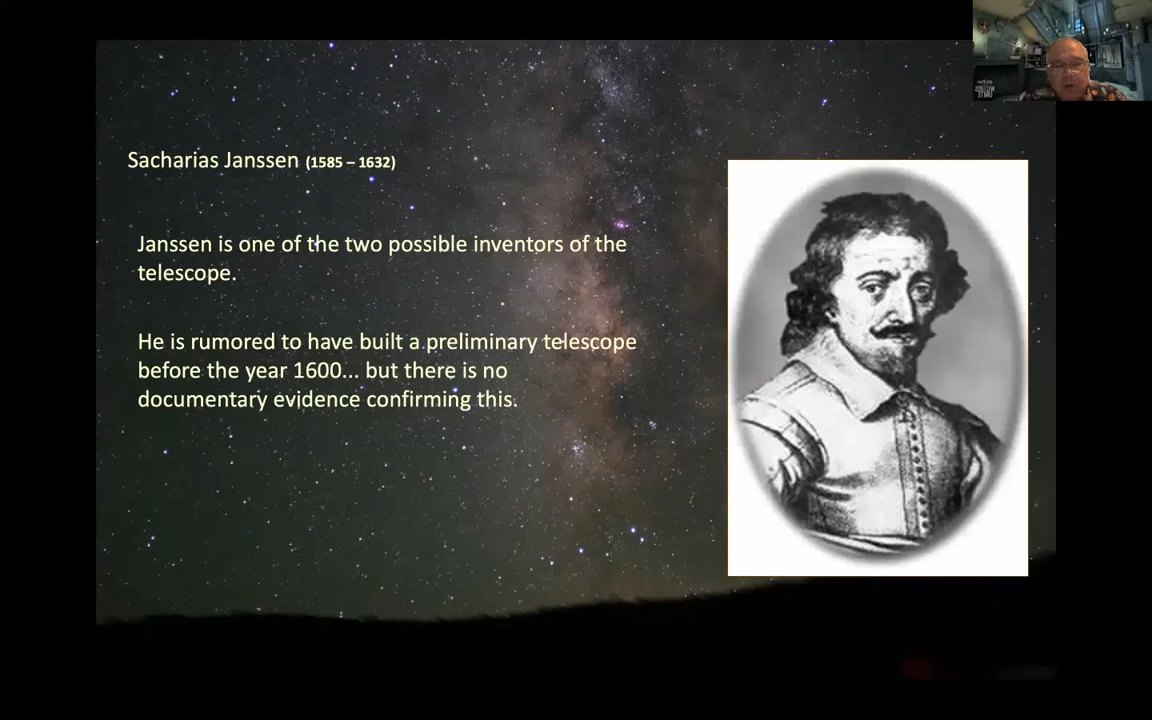 Sacharias Janssen (1585 – 1632)
Janssen is one of the two possible inventors of the
telescope.
He is rumored to have built a preliminary telescope
before the year 1600... but there is no
documentary evidence confirming this.